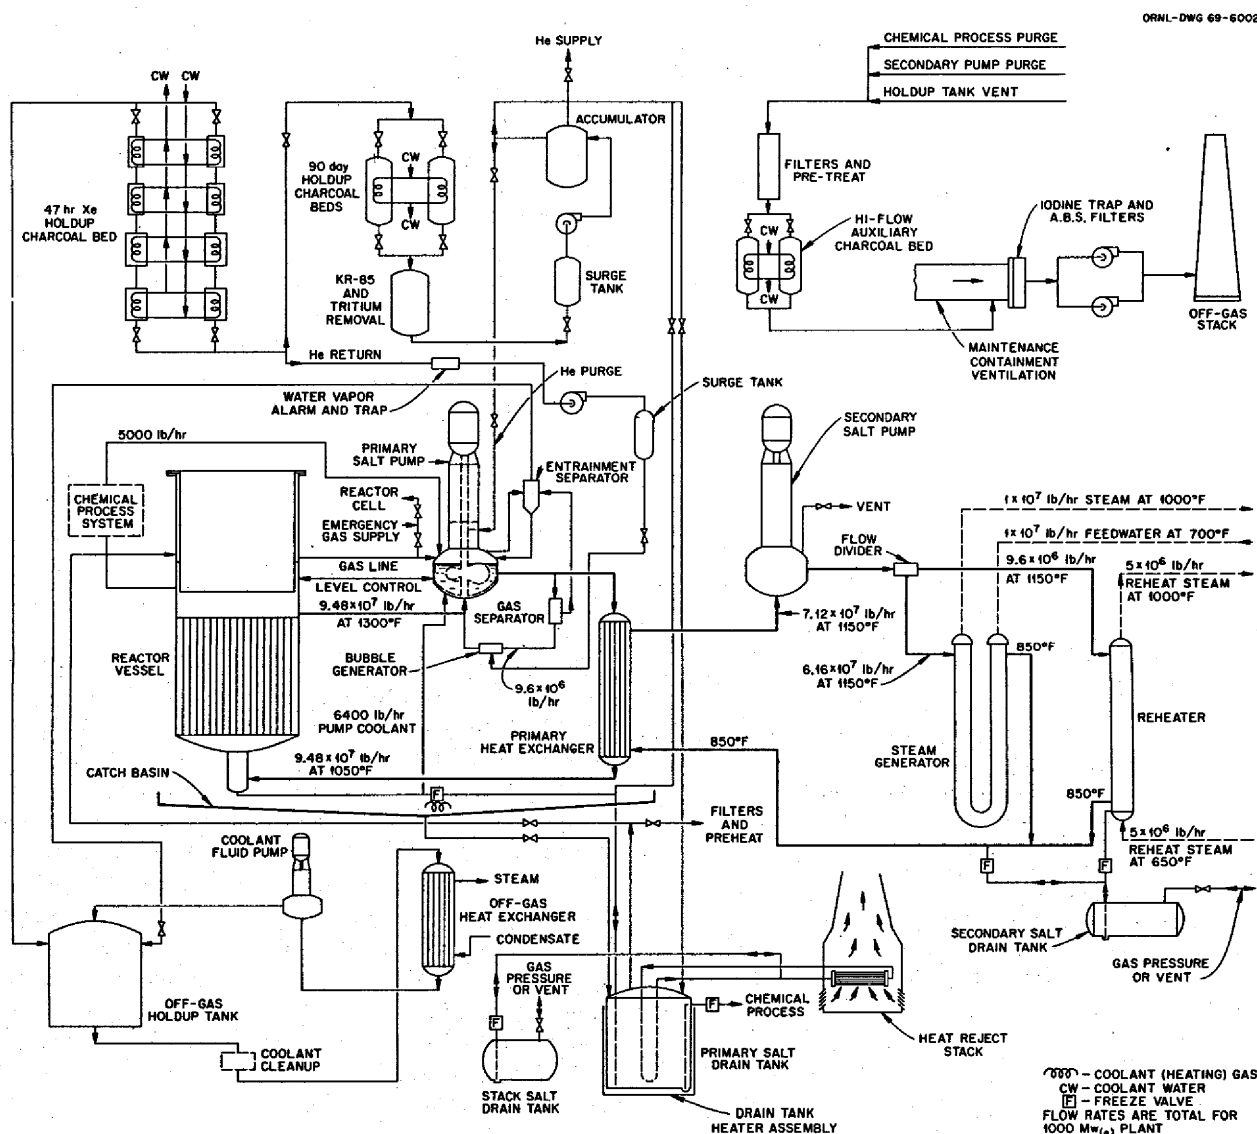 ORNL-DWG 69-6002
He SUPPLY
CHEMICAL PROCESS PURGE
SECONDARY PUMP PURGE
HOLDUP TANK VENT
CW CW
ACCUMULATOR
90 day
HOLDUP
CHARCOAL
BEDS
CW
CW
FILTERS AND
PRE-TREAT
47 hr Xe
HOLDUP
CHARCOAL BED
IODINE TRAP AND
A.B.S. FILTERS
HI-FLOW
AUXILIARY
CHARCOAL BED
CW
CW
SURGE
TANK
KR-85
AND
TRITIUM
REMOVAL
OFF-GAS
STACK
MAINTENANCE
CONTAINMENT
VENTILATION
He RETURN
He PURGE
WATER VAPOR
ALARM AND TRAP
SURGE TANK
SECONDARY
SALT PUMP
5000 lb/hr
PRIMARY
SALT PUMP
ENTRAINMENT
SEPARATOR
REACTOR
CELL
CHEMICAL
PROCESS
SYSTEM
EMERGENCY
GAS SUPPLY
VENT
1×10⁷ lb/hr STEAM AT 1000°F
1×10⁷ lb/hr FEEDWATER AT 700°F
FLOW
DIVIDER
9.6×10⁶ lb/hr
AT 1150°F
5×10⁶ lb/hr
REHEAT STEAM
AT 1000°F
GAS LINE
LEVEL CONTROL
9.48×10⁷ lb/hr
AT 1300°F
GAS
SEPARATOR
7.12×10⁷ lb/hr
AT 1150°F
REACTOR
VESSEL
BUBBLE
GENERATOR
9.6×10⁶
lb/hr
850°F
6.16×10⁷ lb/hr
AT 1150°F
6400 lb/hr
PUMP COOLANT
PRIMARY
HEAT EXCHANGER
850°F
STEAM
GENERATOR
REHEATER
9.48×10⁷ lb/hr
AT 1050°F
CATCH BASIN
F
850°F
FILTERS
AND
PREHEAT
5×10⁶ lb/hr
REHEAT STEAM
AT 650°F
COOLANT
FLUID PUMP
F
F
STEAM
OFF-GAS
HEAT EXCHANGER
CONDENSATE
SECONDARY SALT
DRAIN TANK
GAS PRESSURE
OR VENT
GAS
PRESSURE
OR VENT
OFF-GAS
HOLDUP TANK
F
F
CHEMICAL
PROCESS
COOLANT
CLEANUP
HEAT REJECT
STACK
PRIMARY SALT
DRAIN TANK
STACK SALT
DRAIN TANK
DRAIN TANK
HEATER ASSEMBLY
– COOLANT (HEATING) GAS
CW – COOLANT WATER
F – FREEZE VALVE
FLOW RATES ARE TOTAL FOR
1000 Mw(e) PLANT